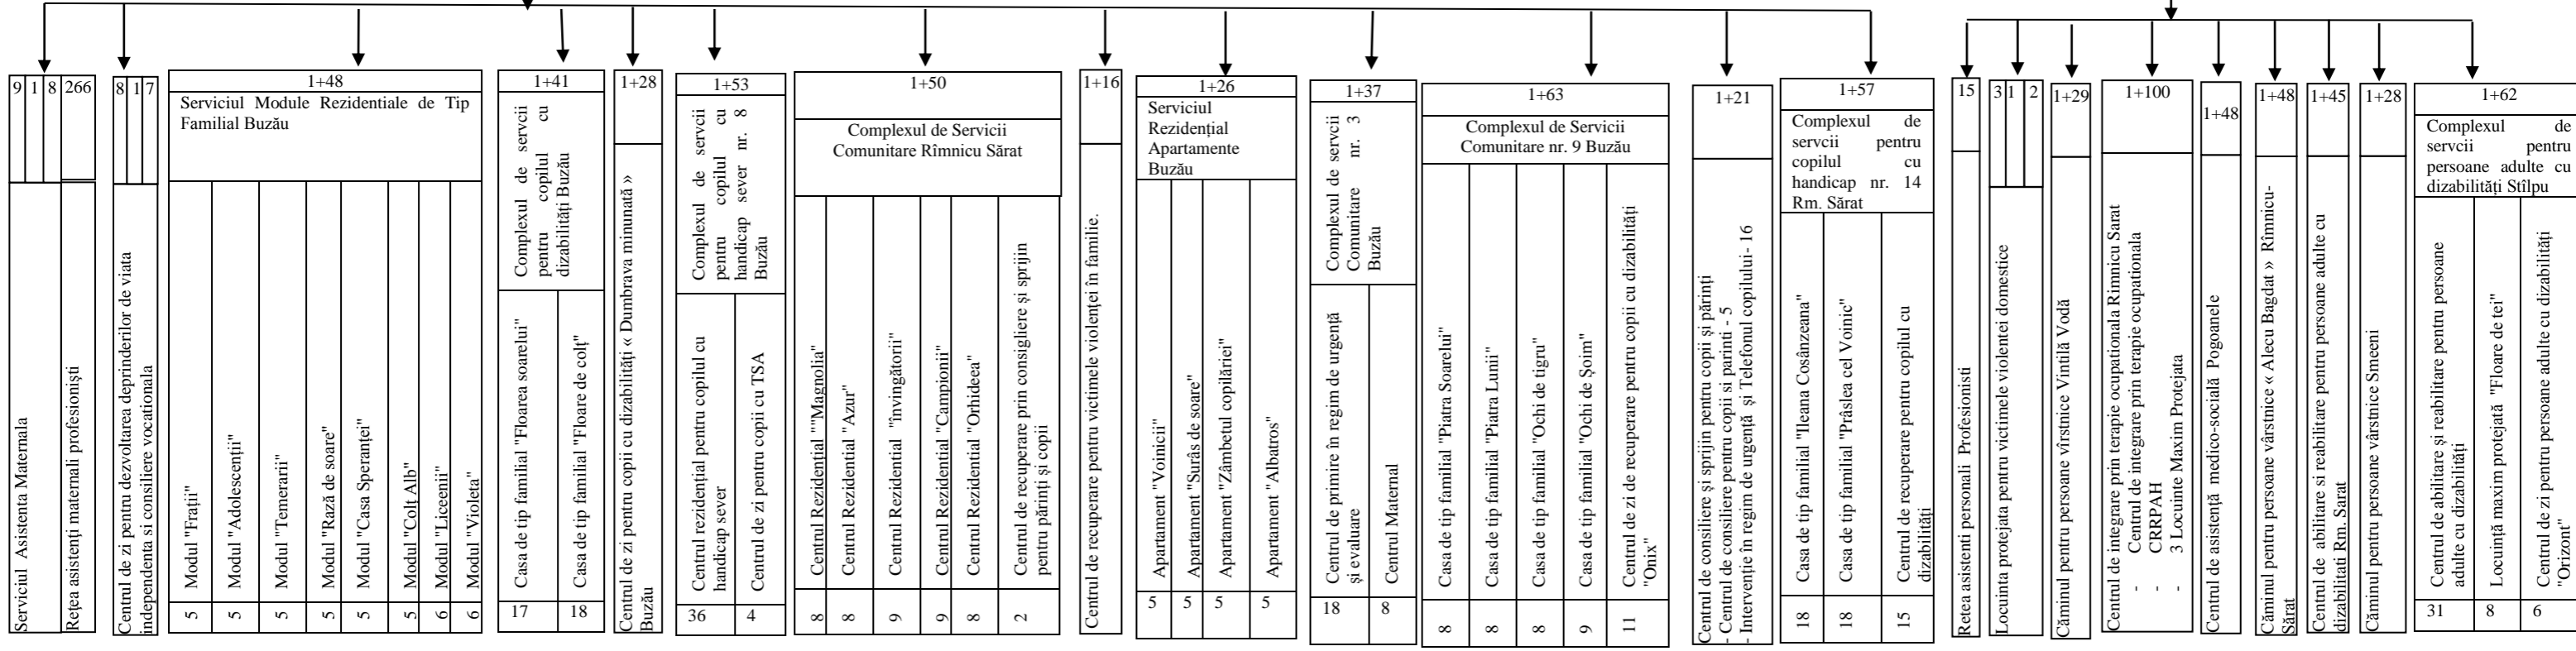 9 1 8 266
Serviciul Asistenta Maternala
Rețea asistenți maternali profesioniști
8 1 7
Centrul de zi pentru dezvoltarea deprinderilor de viata
independenta si consiliere vocationala
1+48
Serviciul Module Rezidentiale de Tip
Familial Buzău
Modul "Frații"
5
Modul "Adolescenții"
5
Modul "Temerarii"
5
Modul "Rază de soare"
5
Modul "Casa Speranței"
5
Modul "Colț Alb"
5
Modul "Liceenii"
6
Modul "Violeta"
6
1+41
Complexul de servcii
pentru copilul cu
dizabilități Buzău
Casa de tip familial "Floarea soarelui"
17
Casa de tip familial "Floare de colț"
18
1+28
Centrul de zi pentru copii cu dizabilități « Dumbrava minunată »
Buzău
1+53
Complexul de servcii
pentru copilul cu
handicap sever nr. 8
Buzău
Centrul rezidențial pentru copilul cu
handicap sever
36
Centrul de zi pentru copii cu TSA
4
1+50
Complexul de Servicii
Comunitare Rîmnicu Sărat
Centrul Rezidențial ""Magnolia"
8
Centrul Rezidential "Azur"
8
Centrul Rezidential "învingătorii"
9
Centrul Rezidential "Campionii"
9
Centrul Rezidentea "Orhideea"
8
Centrul de recuperare prin consigliere și sprijin
pentru părinți și copii
2
1+16
Centrul de recuperare pentru victimele violenței în familie.
1+26
Serviciul
Rezidențial
Apartamente
Buzău
Apartament "Voinicii"
5
Apartament "Surâs de soare"
5
Apartament "Zâmbetul copilăriei"
5
Apartament "Albatros"
5
1+37
Complexul de servcii
Comunitare nr. 3
Buzău
Centrul de primire în regim de urgență
și evaluare
18
Centrul Maternal
8
1+63
Complexul de Servicii
Comunitare nr. 9 Buzău
Casa de tip familial "Piatra Soarelui"
8
Casa de tip familial "Piatra Lunii"
8
Casa de tip familial "Ochi de tigru"
8
Casa de tip familial "Ochi de Șoim"
9
Centrul de zi de recuperare pentru copii cu dizabilități
"Onix"
11
1+21
Centrul de consiliere și sprijin pentru copii și părinți
- Centrul de consiliere pentru copii si parinti - 5
- Intervenție în regim de urgență și Telefonul copilului- 16
1+57
Complexul de
servcii pentru
copilul cu
handicap nr. 14
Rm. Sărat
Casa de tip familial "Ileana Cosânzeana"
18
Casa de tip familial "Prâslea cel Voinic"
18
Centrul de recuperare pentru copilul cu
dizabilități
15
15
Retea asistenti personali Profesionisti
3 1 2
Locuinta protejata pentru victimele violentei domestice
1+29
Căminul pentru persoane vîrstnice Vintilă Vodă
1+100
Centrul de integrare prin terapie ocupationala Rimnicu Sarat
- Centrul de integrare prin terapie ocupationala
- CRRPAH
- 3 Locuinte Maxim Protejata
1+48
Centrul de asistență medico-socială Pogoanele
1+48
Căminul pentru persoane vârstnice « Alecu Bagdat » Rîmnicu-
Sărat
1+45
Centrul de abilitare si reabilitare pentru persoane adulte cu
dizabilitati Rm. Sarat
1+28
Căminul pentru persoane vârstnice Smeeni
1+62
Complexul de
servcii pentru
persoane adulte cu
dizabilități Stîlpu
Centrul de abilitare și reabilitare pentru persoane
adulte cu dizabilități
31
Locuință maxim protejată "Floare de tei"
8
Centrul de zi pentru persoane adulte cu dizabilități
"Orizont"
6